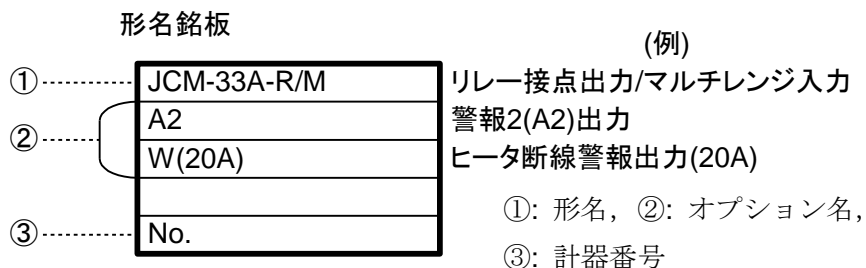 形名銘板
(例)
① JCM-33A-R/M リレー接点出力/マルチレンジ入力
② A2 警報2(A2)出力
W(20A) ヒータ断線警報出力(20A)
③ No.
①: 形名, ②: オプション名,
③: 計器番号